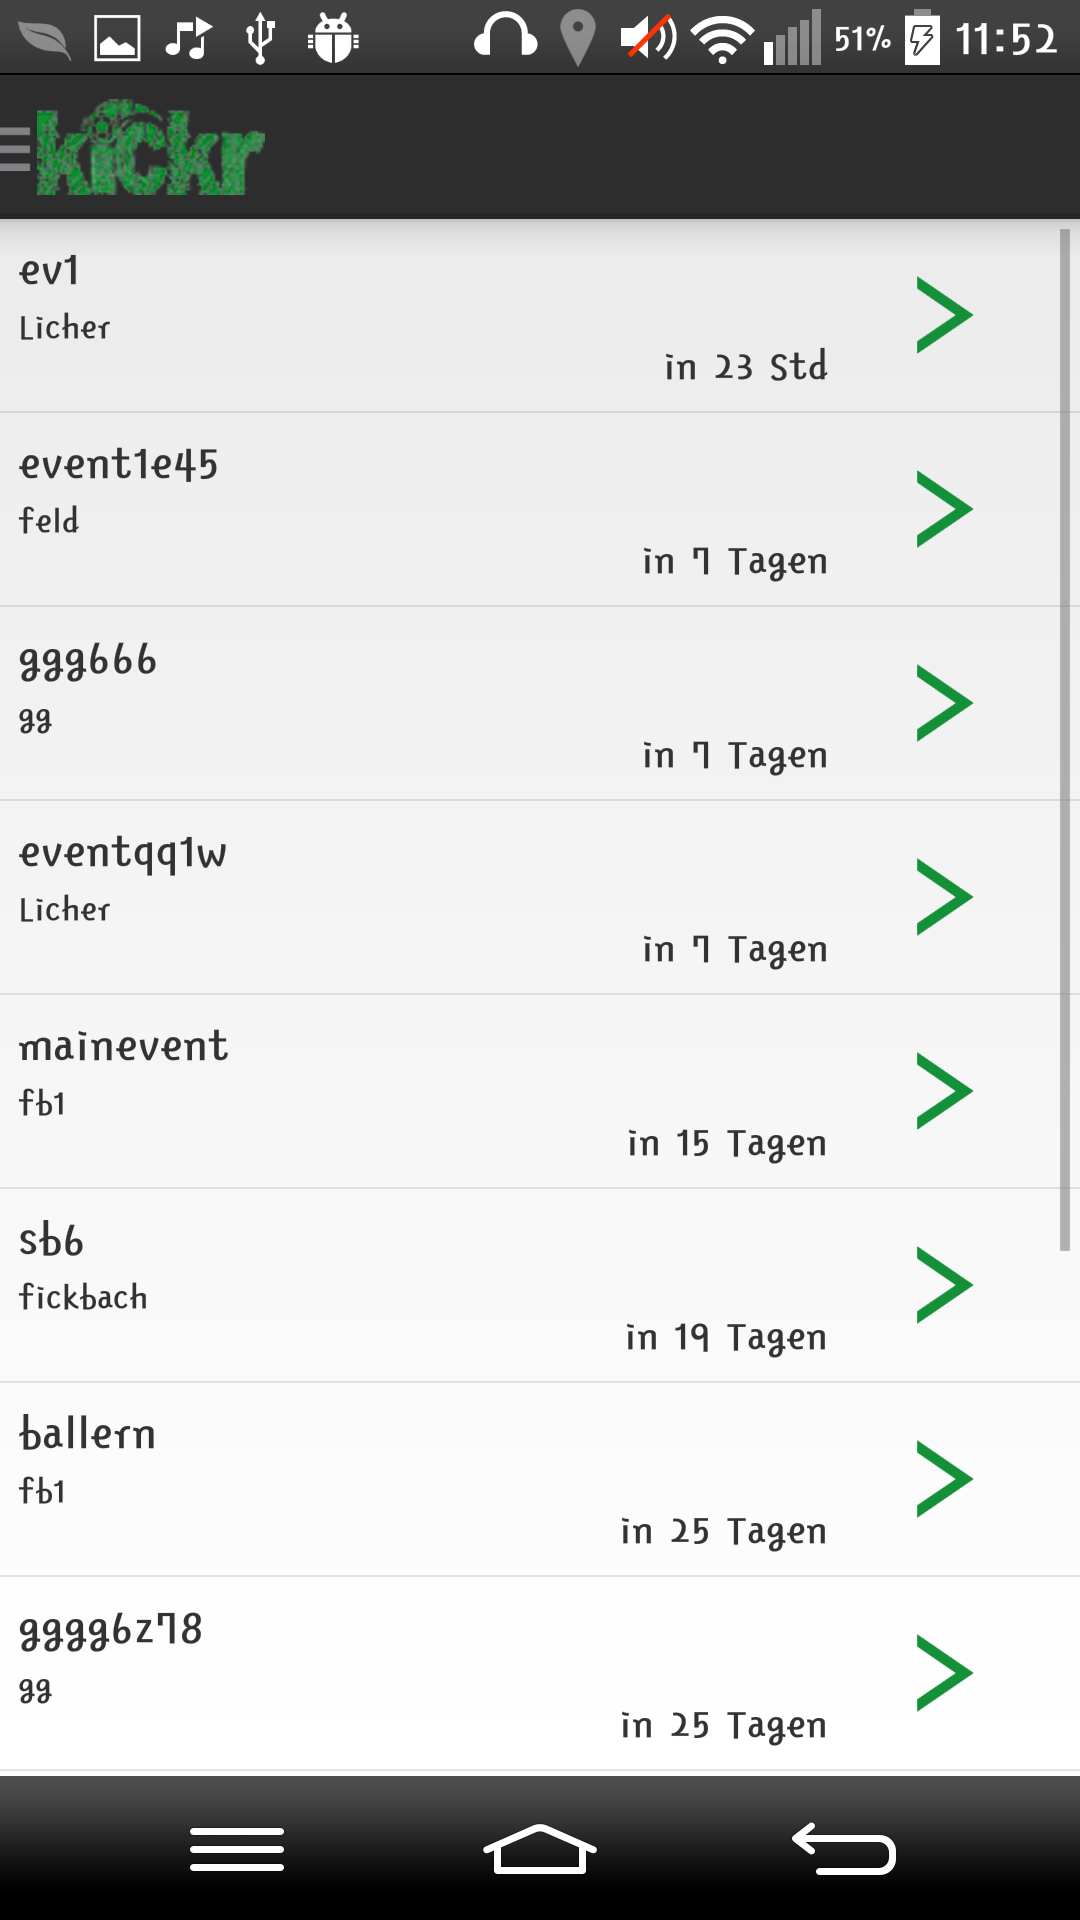 51% 11:52
kickr
ev1
Licher
in 23 Std
event1e45
feld
in 7 Tagen
ggg666
gg
in 7 Tagen
eventqq1w
Licher
in 7 Tagen
mainevent
fb1
in 15 Tagen
sb6
fickbach
in 19 Tagen
ballern
fb1
in 25 Tagen
gggg6z78
gg
in 25 Tagen